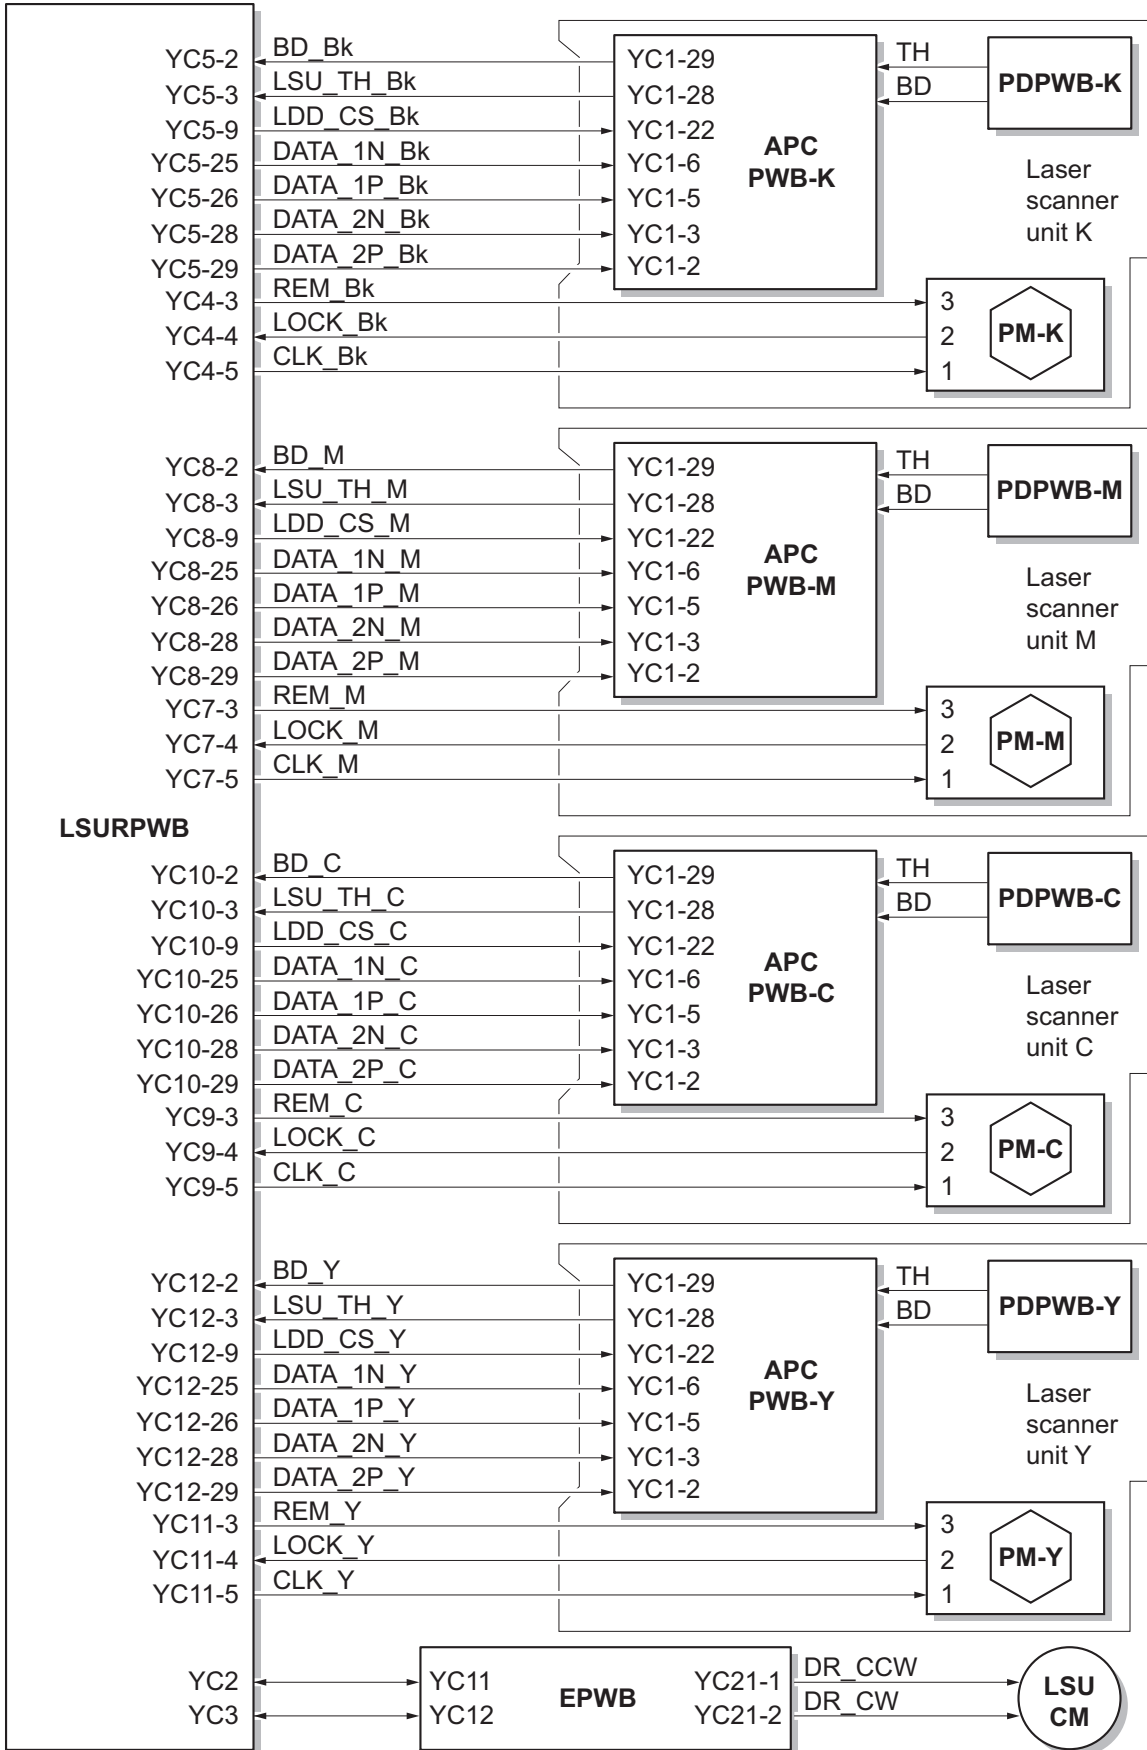 YC5-2 BD_Bk YC1-29 TH
YC5-3 LSU_TH_Bk YC1-28 BD PDPWB-K
YC5-9 LDD_CS_Bk YC1-22
YC5-25 DATA_1N_Bk YC1-6
YC5-26 DATA_1P_Bk YC1-5
YC5-28 DATA_2N_Bk YC1-3
YC5-29 DATA_2P_Bk YC1-2
APC
PWB-K
Laser
scanner
unit K
YC4-3 REM_Bk 3
YC4-4 LOCK_Bk 2 PM-K
YC4-5 CLK_Bk 1
YC8-2 BD_M YC1-29 TH
YC8-3 LSU_TH_M YC1-28 BD PDPWB-M
YC8-9 LDD_CS_M YC1-22
YC8-25 DATA_1N_M YC1-6
YC8-26 DATA_1P_M YC1-5
YC8-28 DATA_2N_M YC1-3
YC8-29 DATA_2P_M YC1-2
APC
PWB-M
Laser
scanner
unit M
YC7-3 REM_M 3
YC7-4 LOCK_M 2 PM-M
YC7-5 CLK_M 1
LSURPWB
YC10-2 BD_C YC1-29 TH
YC10-3 LSU_TH_C YC1-28 BD PDPWB-C
YC10-9 LDD_CS_C YC1-22
YC10-25 DATA_1N_C YC1-6
YC10-26 DATA_1P_C YC1-5
YC10-28 DATA_2N_C YC1-3
YC10-29 DATA_2P_C YC1-2
APC
PWB-C
Laser
scanner
unit C
YC9-3 REM_C 3
YC9-4 LOCK_C 2 PM-C
YC9-5 CLK_C 1
YC12-2 BD_Y YC1-29 TH
YC12-3 LSU_TH_Y YC1-28 BD PDPWB-Y
YC12-9 LDD_CS_Y YC1-22
YC12-25 DATA_1N_Y YC1-6
YC12-26 DATA_1P_Y YC1-5
YC12-28 DATA_2N_Y YC1-3
YC12-29 DATA_2P_Y YC1-2
APC
PWB-Y
Laser
scanner
unit Y
YC11-3 REM_Y 3
YC11-4 LOCK_Y 2 PM-Y
YC11-5 CLK_Y 1
YC2 YC11 YC21-1 DR_CCW
YC3 YC12 YC21-2 DR_CW
EPWB
LSU
CM